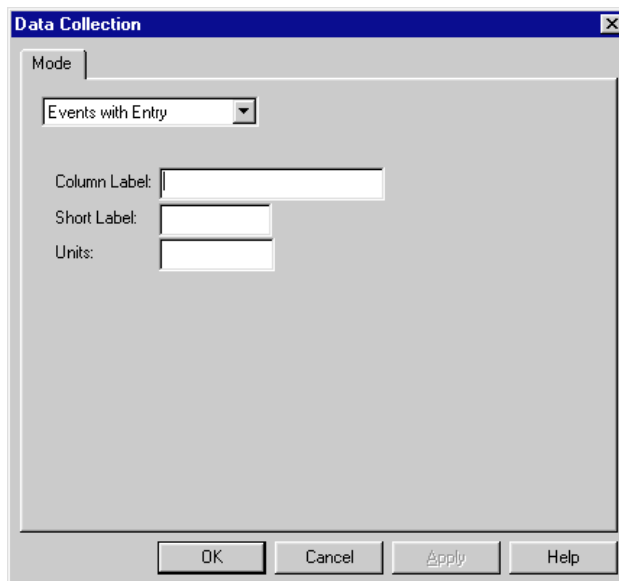 Data Collection
Mode
Events with Entry
Column Label:
Short Label:
Units:
OK Cancel Apply Help